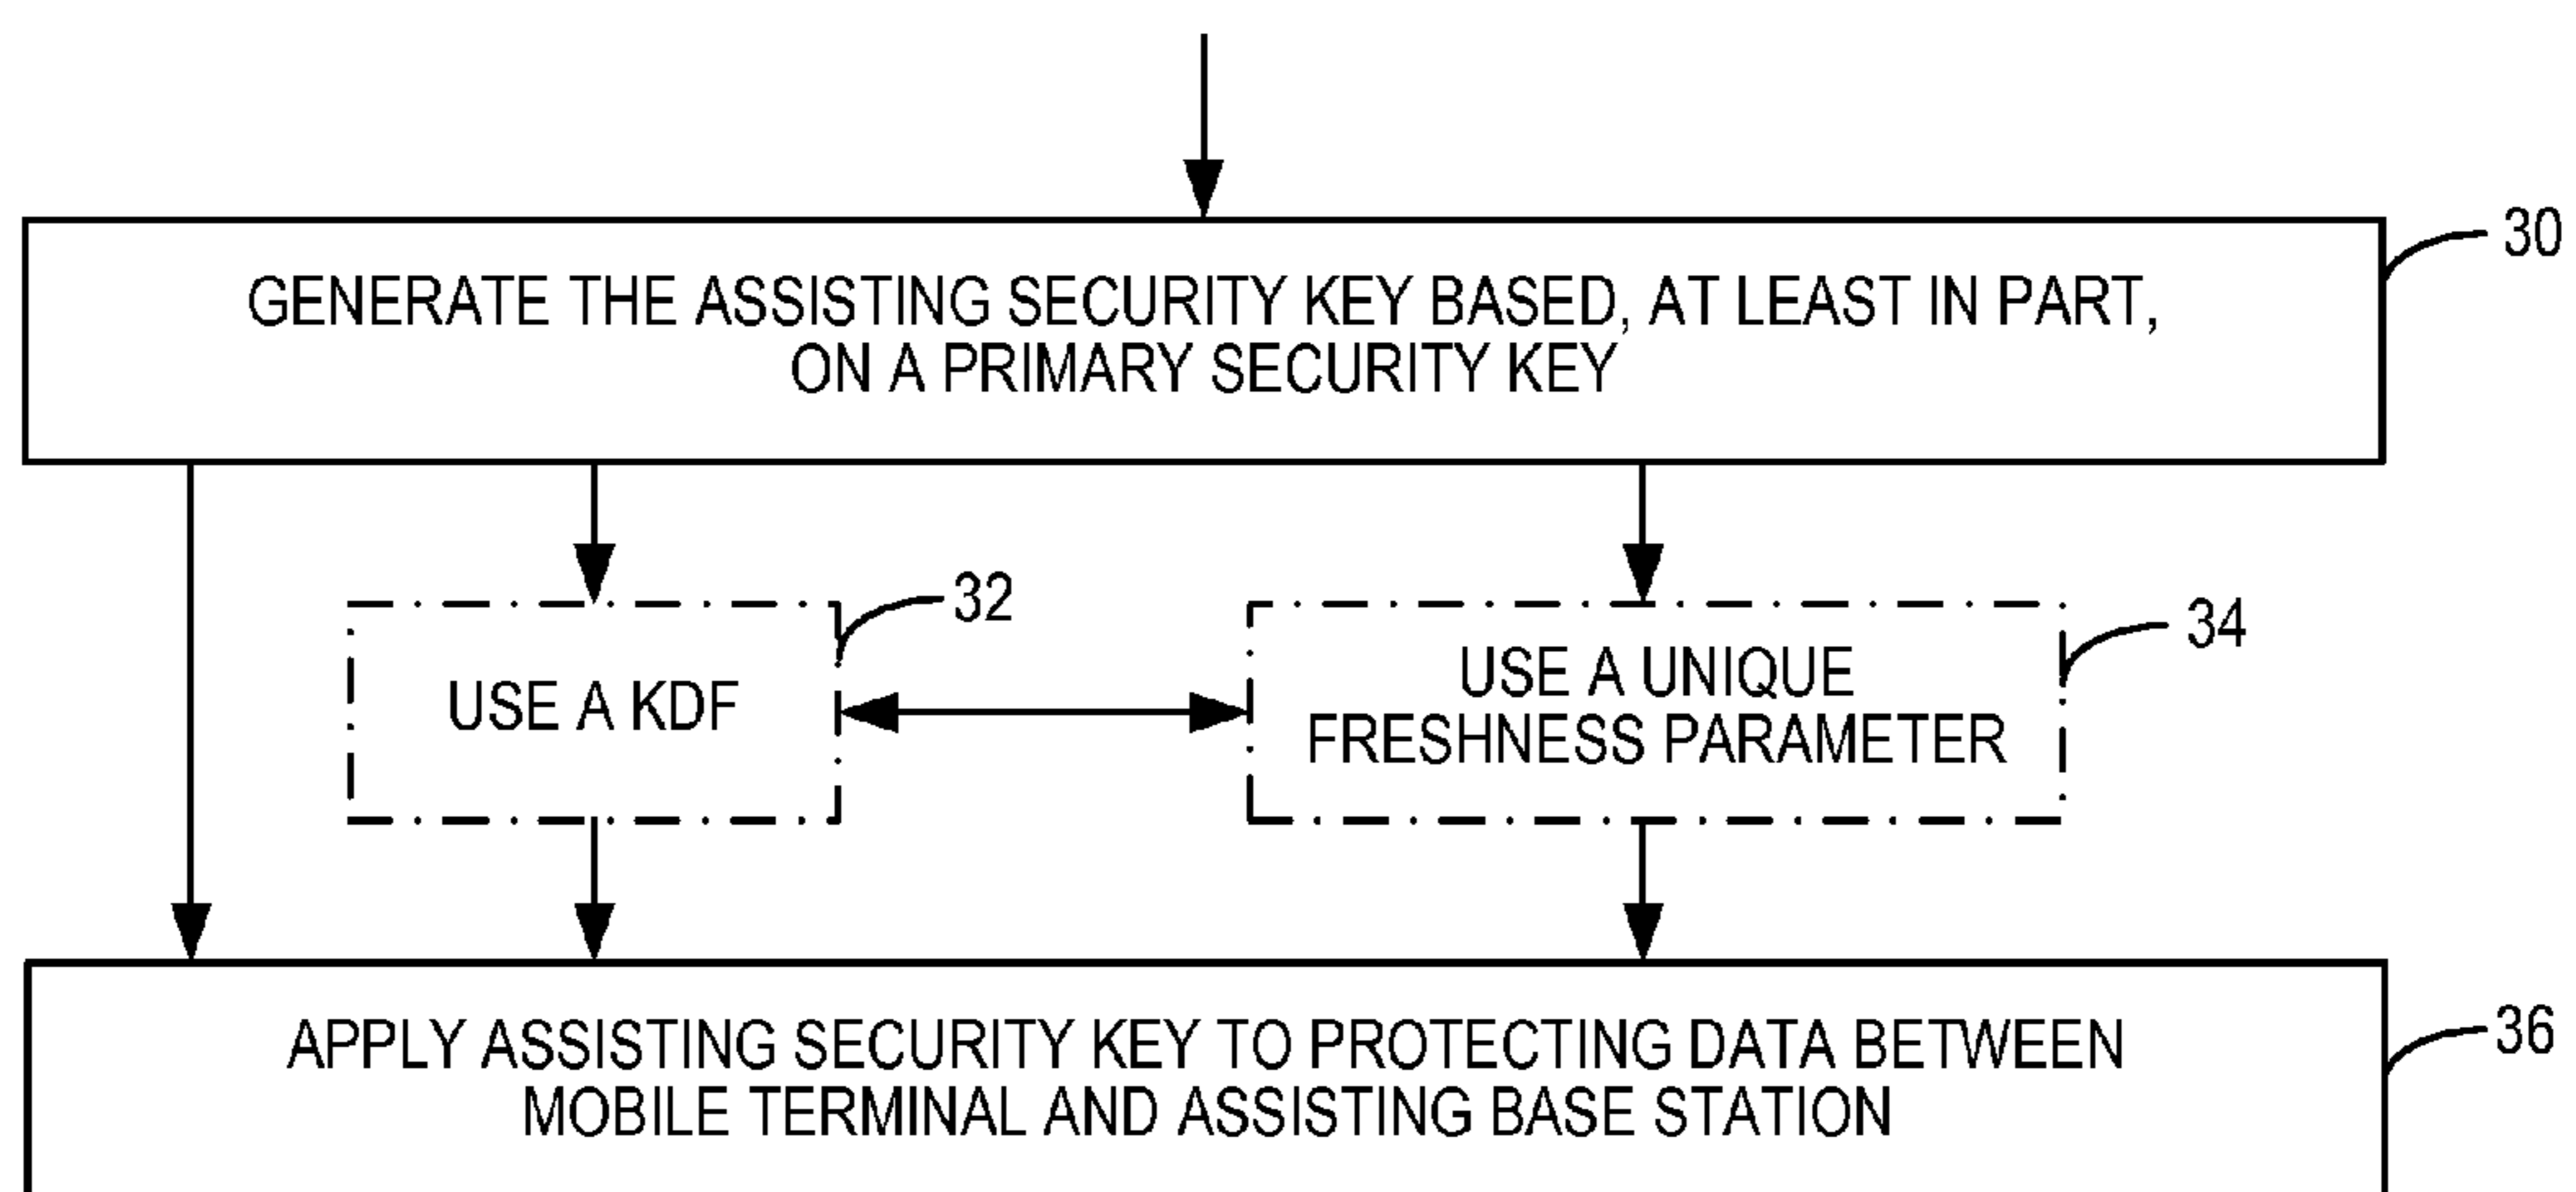 30
GENERATE THE ASSISTING SECURITY KEY BASED, AT LEAST IN PART,
ON A PRIMARY SECURITY KEY
32
USE A KDF
34
USE A UNIQUE
FRESHNESS PARAMETER
36
APPLY ASSISTING SECURITY KEY TO PROTECTING DATA BETWEEN
MOBILE TERMINAL AND ASSISTING BASE STATION